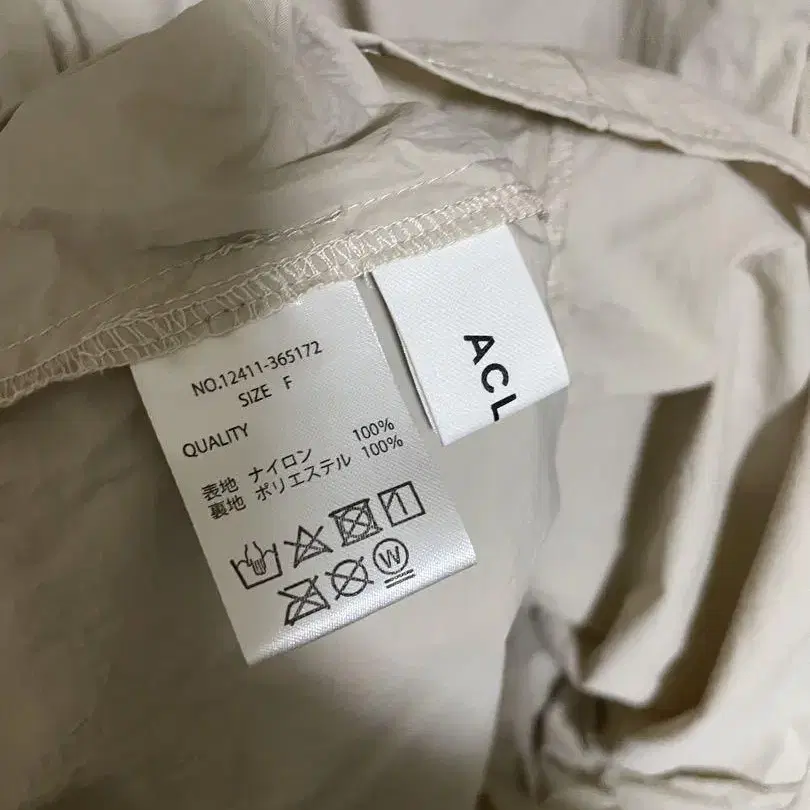 NO.12411-365172
SIZE F
QUALITY
表地 ナイロン 100%
裏地 ポリエステル 100%
W
ACL